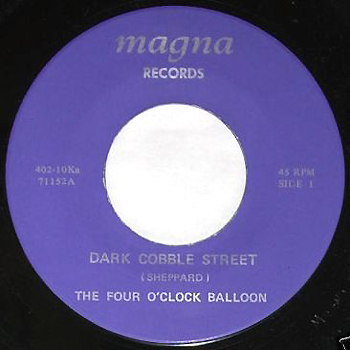 magna
RECORDS
402-10Ka
71152A
45 RPM
SIDE 1
DARK COBBLE STREET
(SHEPPARD)
THE FOUR O'CLOCK BALLOON